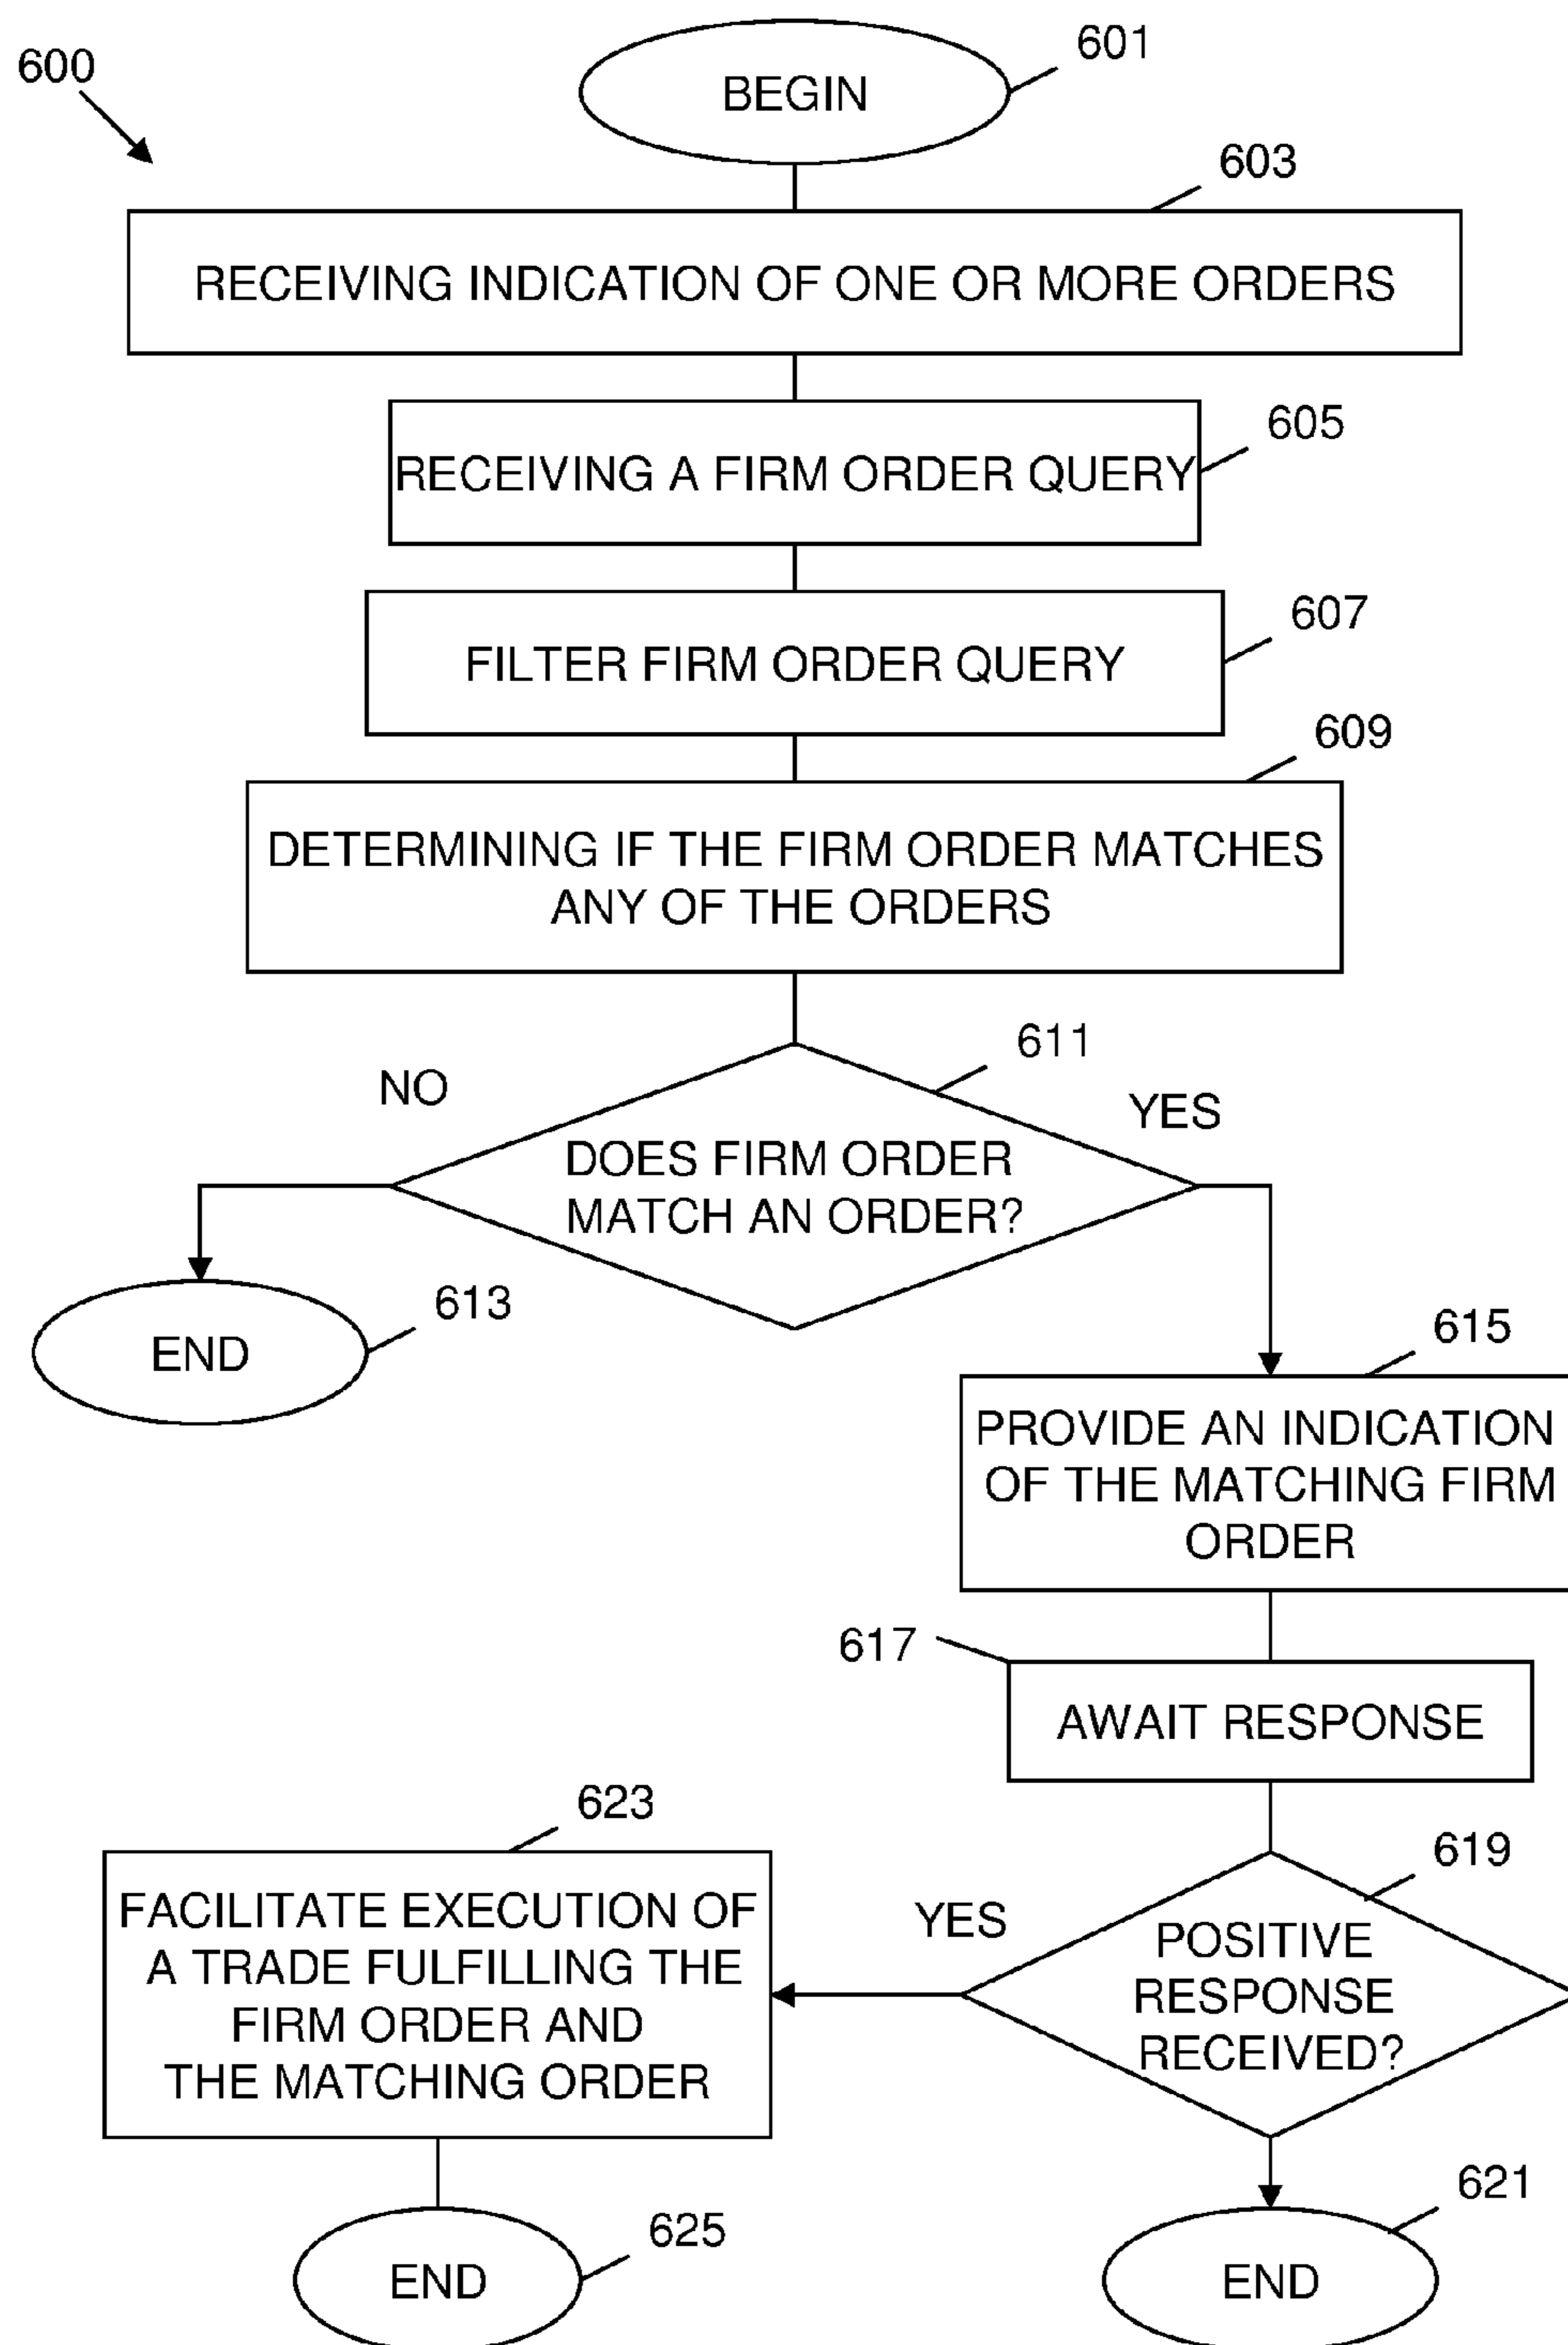 600
601
BEGIN
603
RECEIVING INDICATION OF ONE OR MORE ORDERS
605
RECEIVING A FIRM ORDER QUERY
607
FILTER FIRM ORDER QUERY
609
DETERMINING IF THE FIRM ORDER MATCHES
ANY OF THE ORDERS
611
NO
YES
DOES FIRM ORDER
MATCH AN ORDER?
613
END
615
PROVIDE AN INDICATION
OF THE MATCHING FIRM
ORDER
617
AWAIT RESPONSE
619
POSITIVE
RESPONSE
RECEIVED?
YES
623
FACILITATE EXECUTION OF
A TRADE FULFILLING THE
FIRM ORDER AND
THE MATCHING ORDER
625
END
621
END